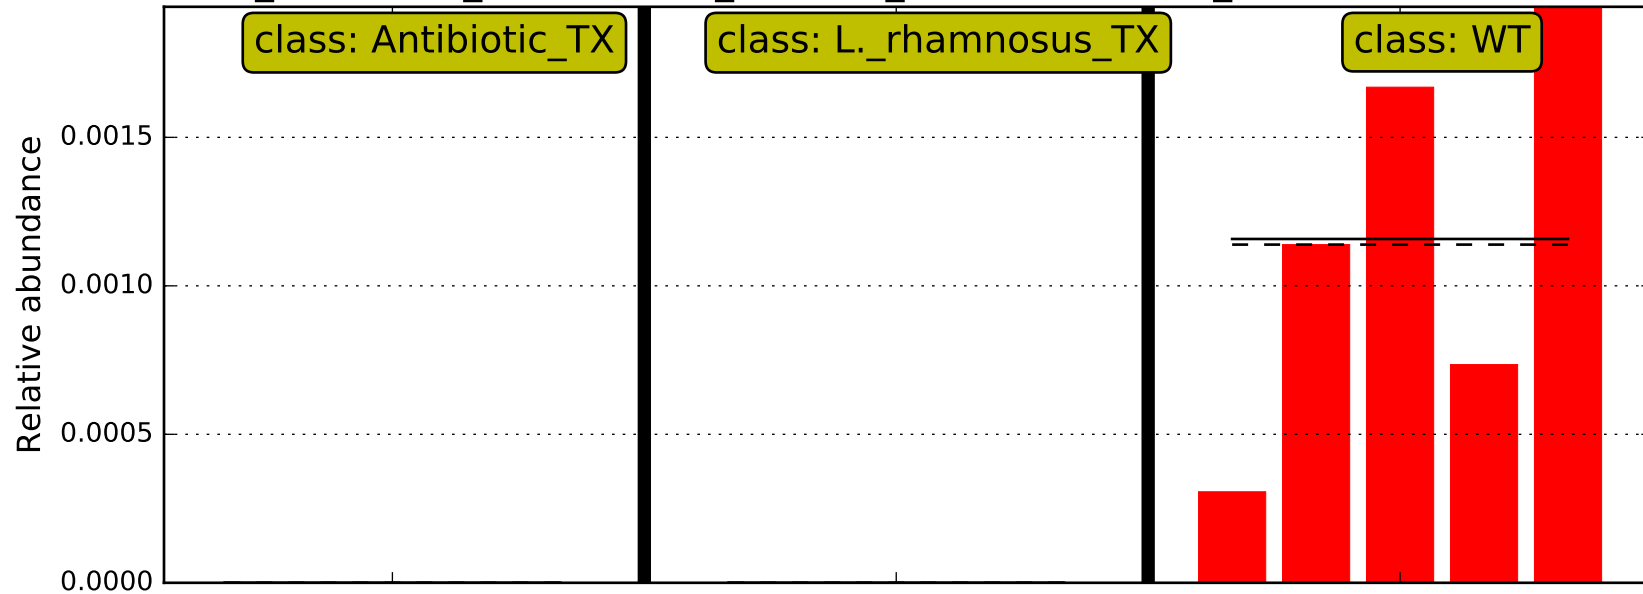 class: Antibiotic_TX
class: L._rhamnosus_TX
class: WT
Relative abundance
0.0015
0.0010
0.0005
0.0000